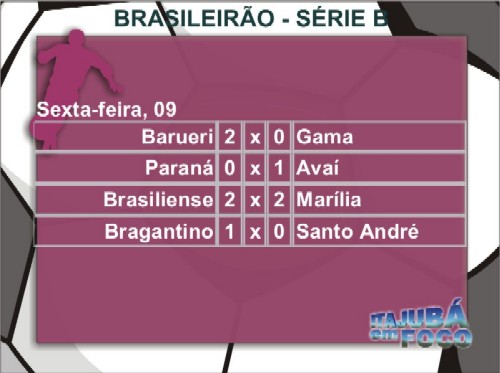 BRASILEIRÃO - SÉRIE B
Sexta-feira, 09
Barueri 2 x 0 Gama
Paraná 0 x 1 Avaí
Brasiliense 2 x 2 Marília
Bragantino 1 x 0 Santo André
ITAJUBÁ
EM FOCO